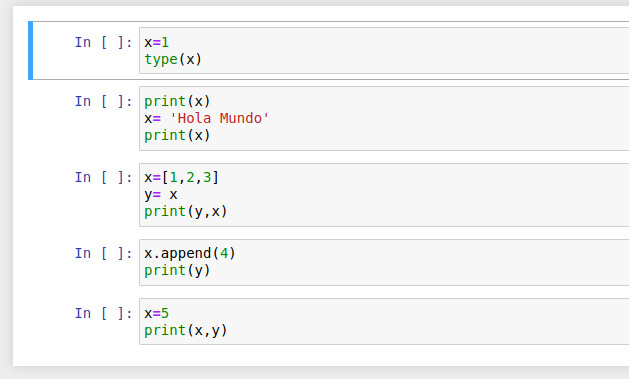 In [ ]: x=1
type(x)
In [ ]: print(x)
x= 'Hola Mundo'
print(x)
In [ ]: x=[1,2,3]
y= x
print(y,x)
In [ ]: x.append(4)
print(y)
In [ ]: x=5
print(x,y)